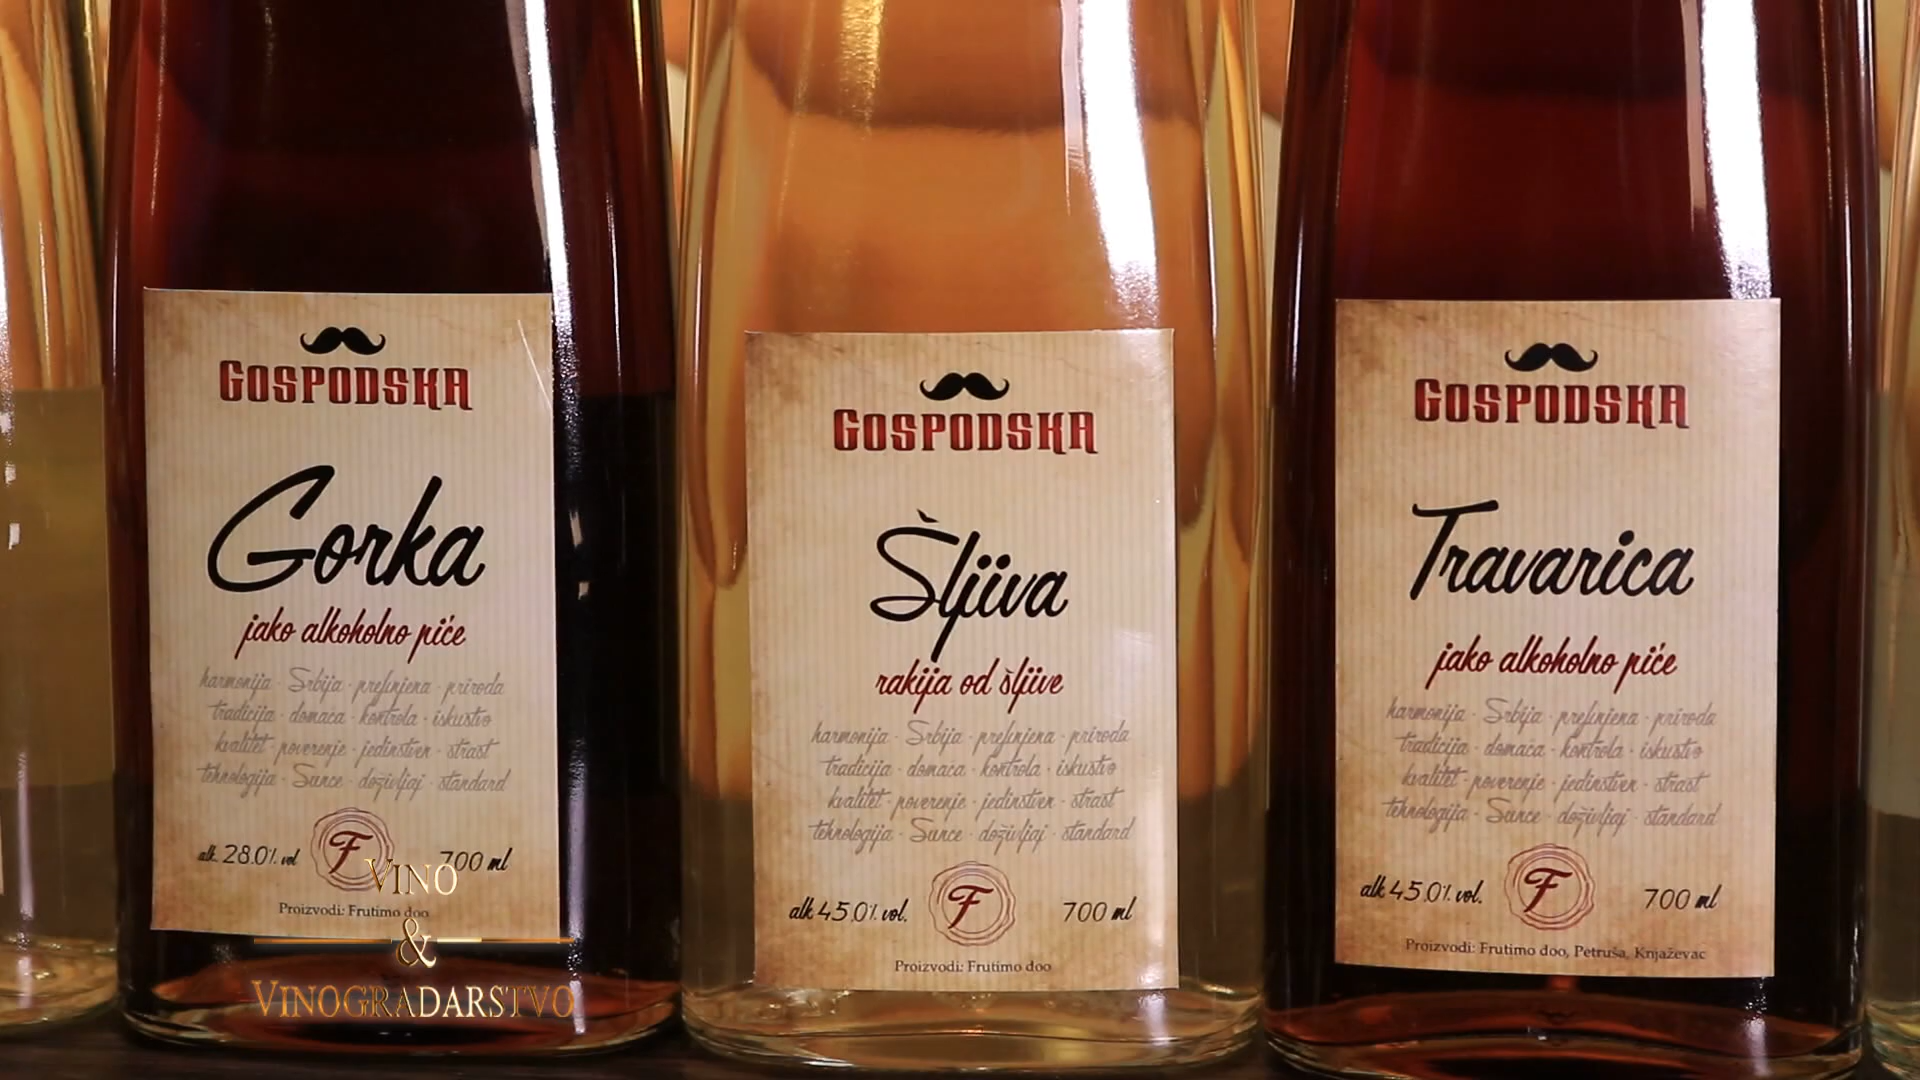 GOSPODSKA
Gorka
jako alkoholno piće
harmonija · Srbija · prefinjena · priroda
tradicija · domaća · kontrola · iskustvo
kvalitet · poverenje · jedinstven · strast
tehnologija · Sunce · doživljaj · standard
alk. 28.0% vol
F
700 ml
Proizvodi: Frutimo doo
GOSPODSKA
Šljiva
rakija od šljive
harmonija · Srbija · prefinjena · priroda
tradicija · domaća · kontrola · iskustvo
kvalitet · poverenje · jedinstven · strast
tehnologija · Sunce · doživljaj · standard
alk 45,0% vol.
F
700 ml
Proizvodi: Frutimo doo
GOSPODSKA
Travarica
jako alkoholno piće
harmonija · Srbija · prefinjena · priroda
tradicija · domaća · kontrola · iskustvo
kvalitet · poverenje · jedinstven · strast
tehnologija · Sunce · doživljaj · standard
alk 45,0% vol.
F
700 ml
Proizvodi: Frutimo doo, Petruša, Knjaževac
VINO
&
VINOGRADARSTVO